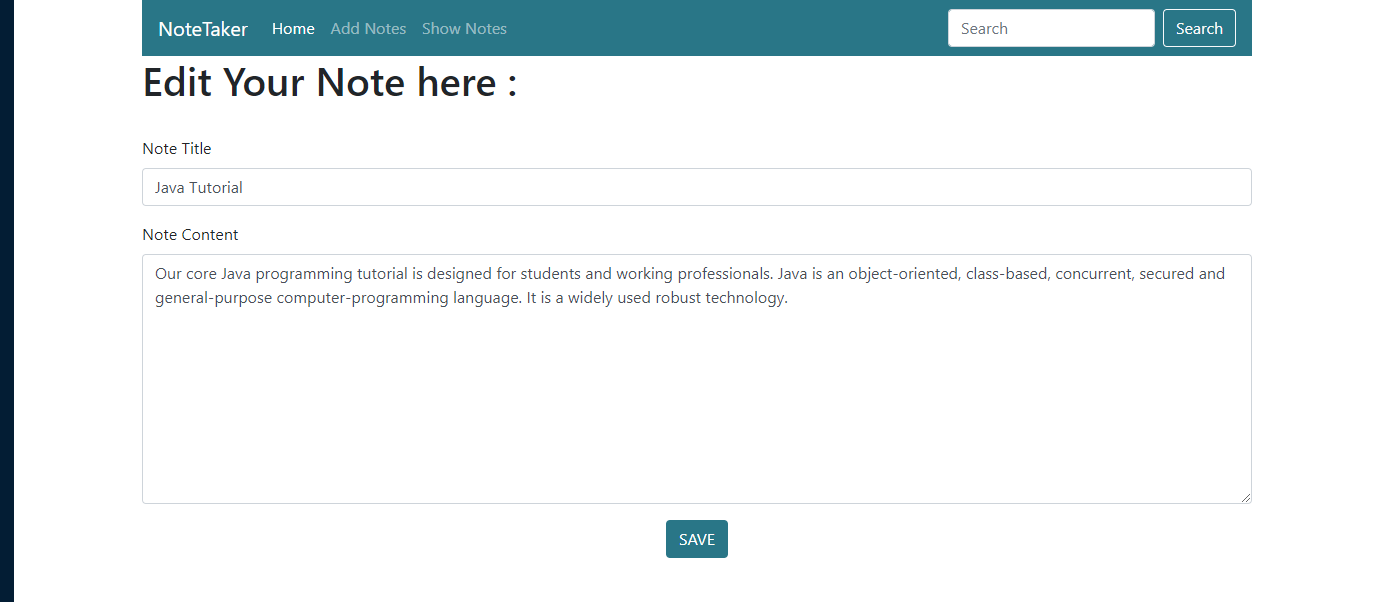 NoteTaker Home Add Notes Show Notes Search Search
Edit Your Note here :
Note Title
Java Tutorial
Note Content
Our core Java programming tutorial is designed for students and working professionals. Java is an object-oriented, class-based, concurrent, secured and
general-purpose computer-programming language. It is a widely used robust technology.
SAVE